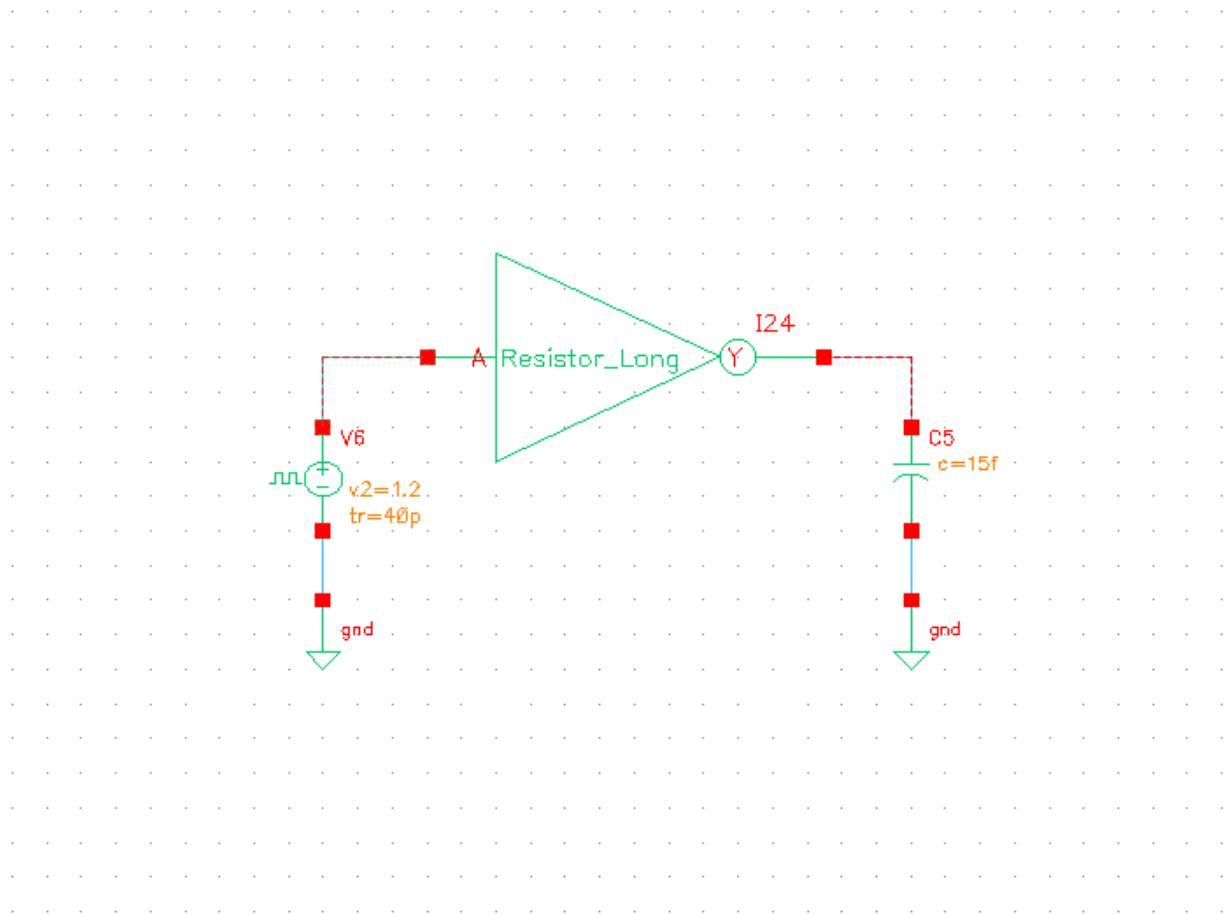 I24
A
Resistor_Long
Y
V6
v2=1.2
tr=40p
C5
c=15f
gnd
gnd